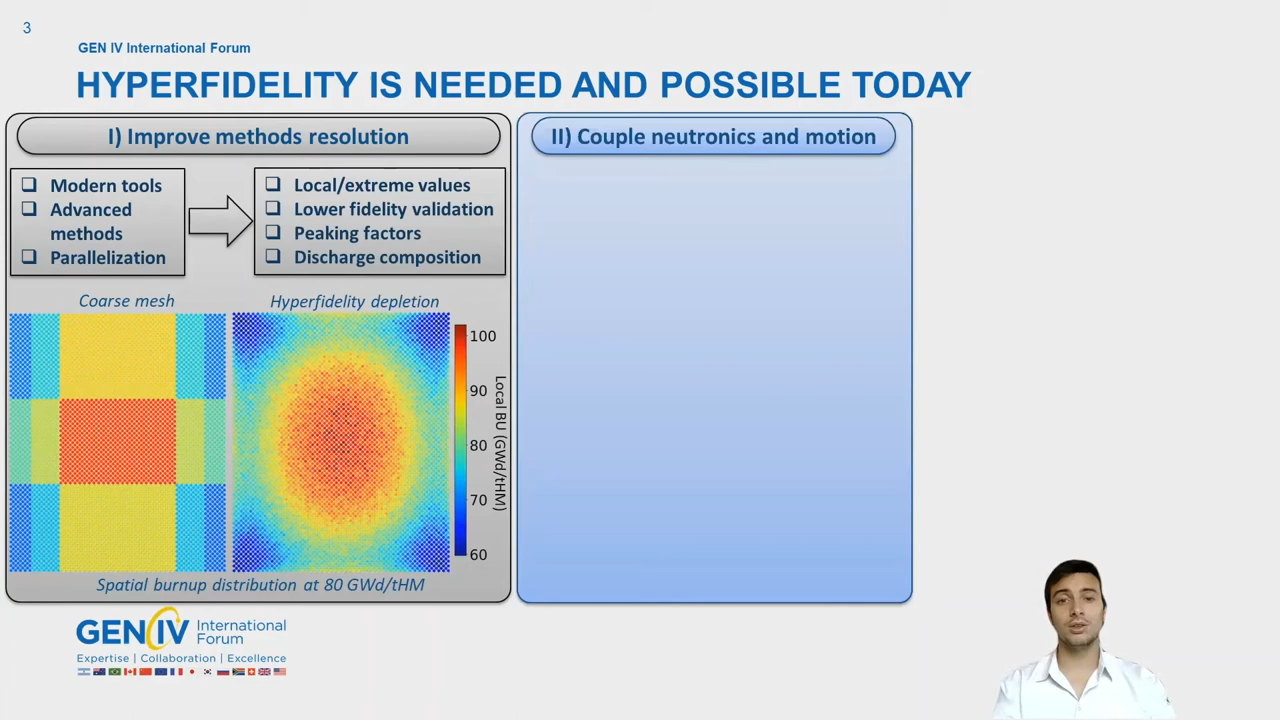 3
GEN IV International Forum
HYPERFIDELITY IS NEEDED AND POSSIBLE TODAY
I) Improve methods resolution
Modern tools
Advanced
methods
Parallelization
Local/extreme values
Lower fidelity validation
Peaking factors
Discharge composition
Coarse mesh
Hyperfidelity depletion
100
90
80
70
60
Local BU (GWd/tHM)
Spatial burnup distribution at 80 GWd/tHM
II) Couple neutronics and motion
GENIV International
Forum
Expertise | Collaboration | Excellence